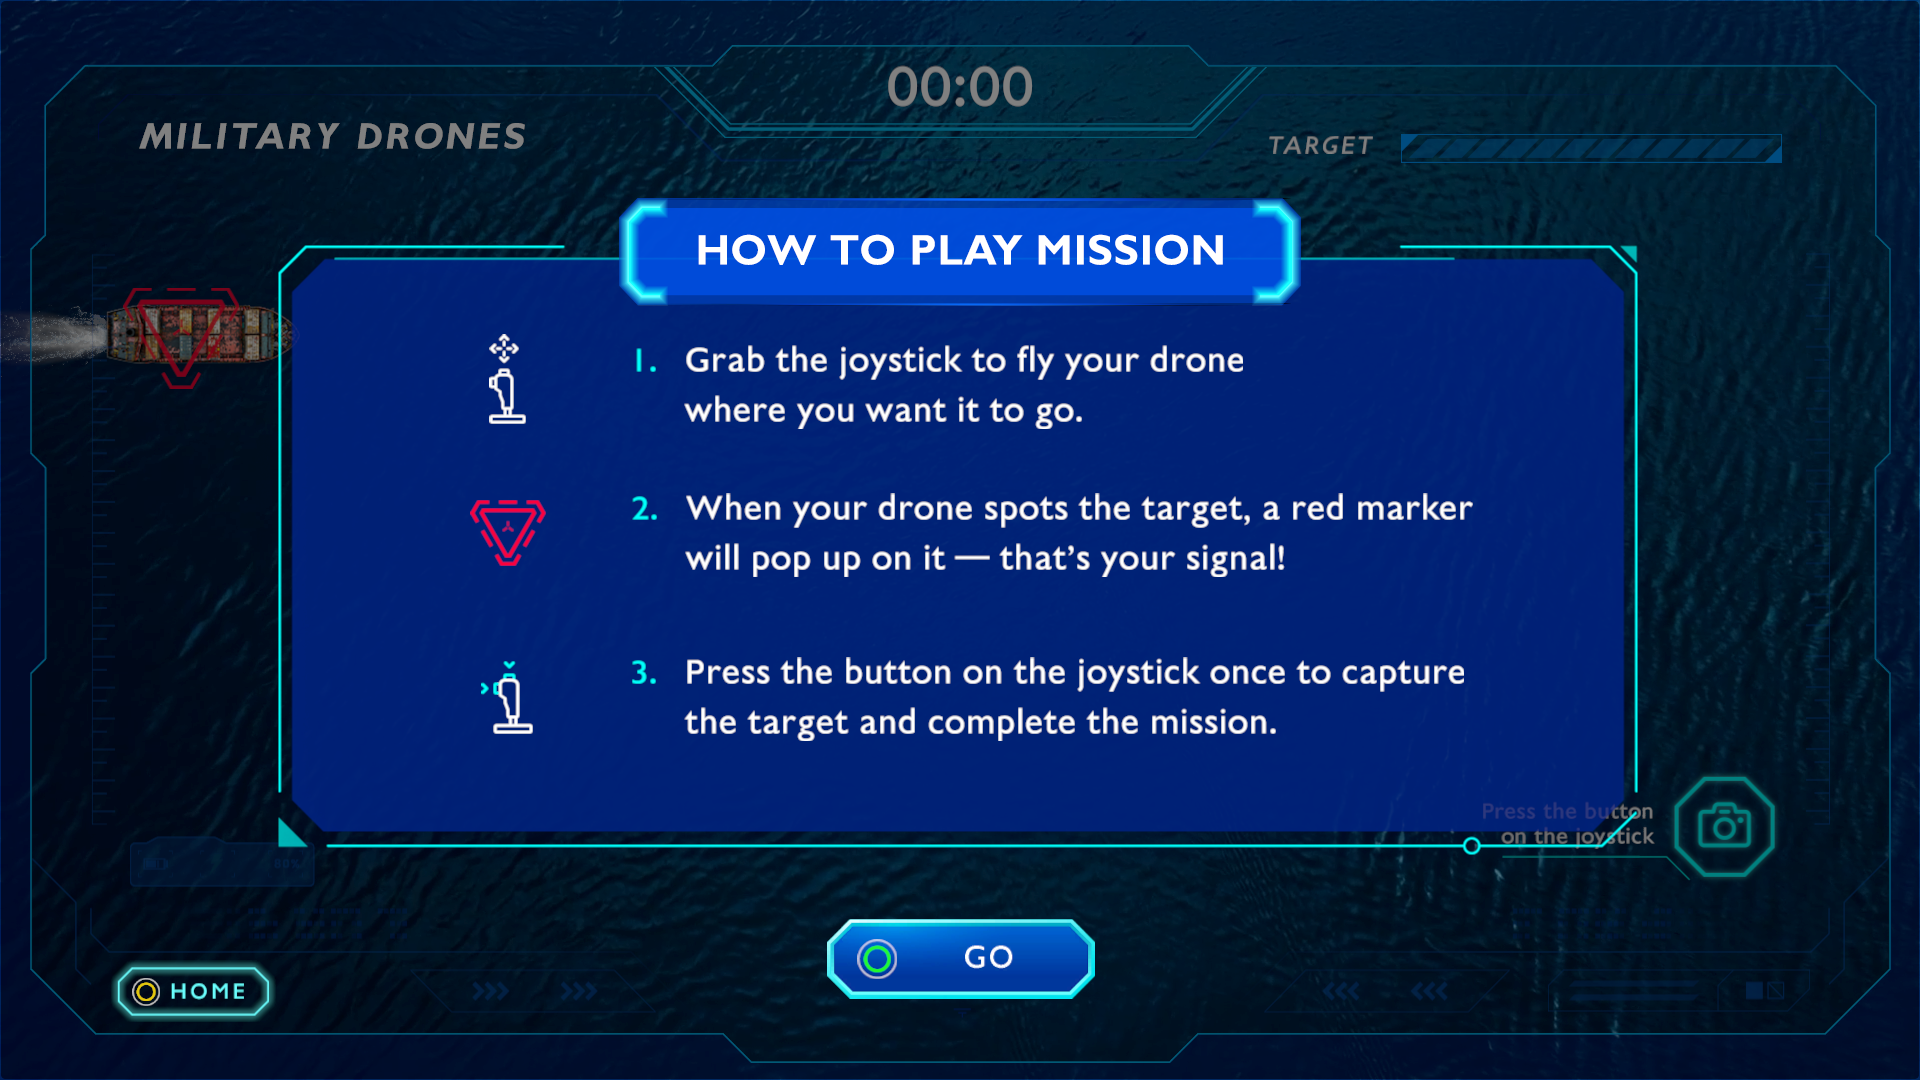 00:00
MILITARY DRONES
TARGET
HOW TO PLAY MISSION
1. Grab the joystick to fly your drone
where you want it to go.
2. When your drone spots the target, a red marker
will pop up on it — that's your signal!
3. Press the button on the joystick once to capture
the target and complete the mission.
Press the button
on the joystick
80%
GO
HOME